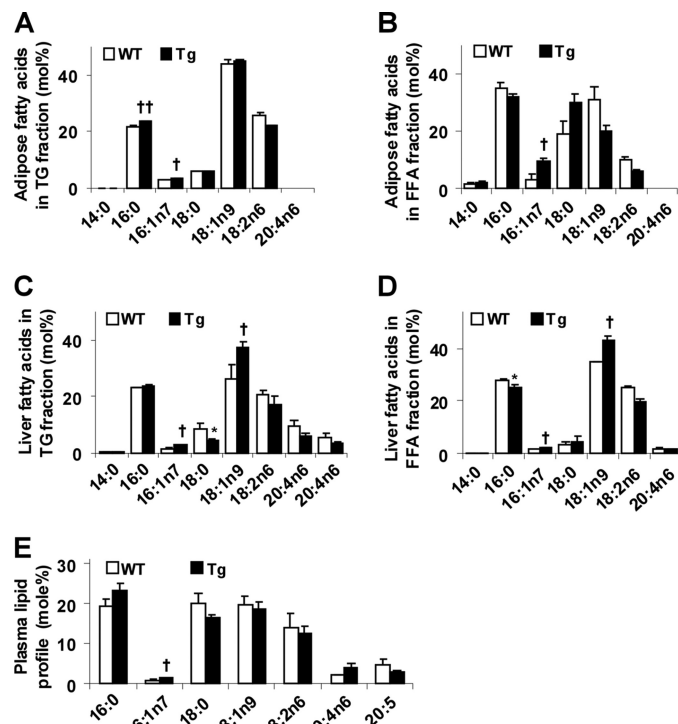 A
Adipose fatty acids
in TG fraction (mol%)
WT Tg
40
20
0
††
†
14:0 16:0 16:1n7 18:0 18:1n9 18:2n6 20:4n6
B
Adipose fatty acids
in FFA fraction (mol%)
WT Tg
40
20
0
†
14:0 16:0 16:1n7 18:0 18:1n9 18:2n6 20:4n6
C
Liver fatty acids in
TG fraction (mol%)
WT Tg
40
20
0
†
*
†
14:0 16:0 16:1n7 18:0 18:1n9 18:2n6 20:4n6 20:4n6
D
Liver fatty acids in
FFA fraction (mol%)
WT Tg
40
20
0
*
†
†
14:0 16:0 16:1n7 18:0 18:1n9 18:2n6 20:4n6
E
Plasma lipid
profile (mole%)
WT Tg
30
20
10
0
†
16:0 16:1n7 18:0 18:1n9 18:2n6 20:4n6 20:5